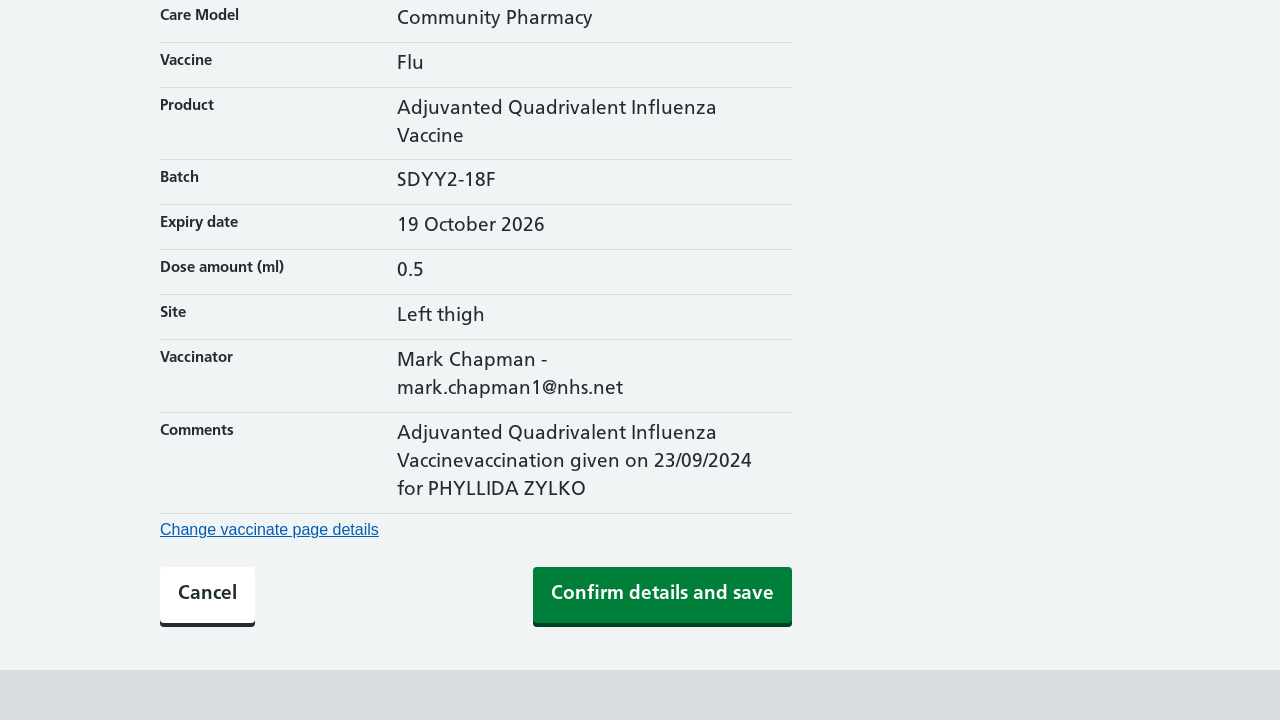 Care Model
Community Pharmacy
Vaccine
Flu
Product
Adjuvanted Quadrivalent Influenza
Vaccine
Batch
SDYY2-18F
Expiry date
19 October 2026
Dose amount (ml)
0.5
Site
Left thigh
Vaccinator
Mark Chapman -
mark.chapman1@nhs.net
Comments
Adjuvanted Quadrivalent Influenza
Vaccinevaccination given on 23/09/2024
for PHYLLIDA ZYLKO
Change vaccinate page details
Cancel
Confirm details and save